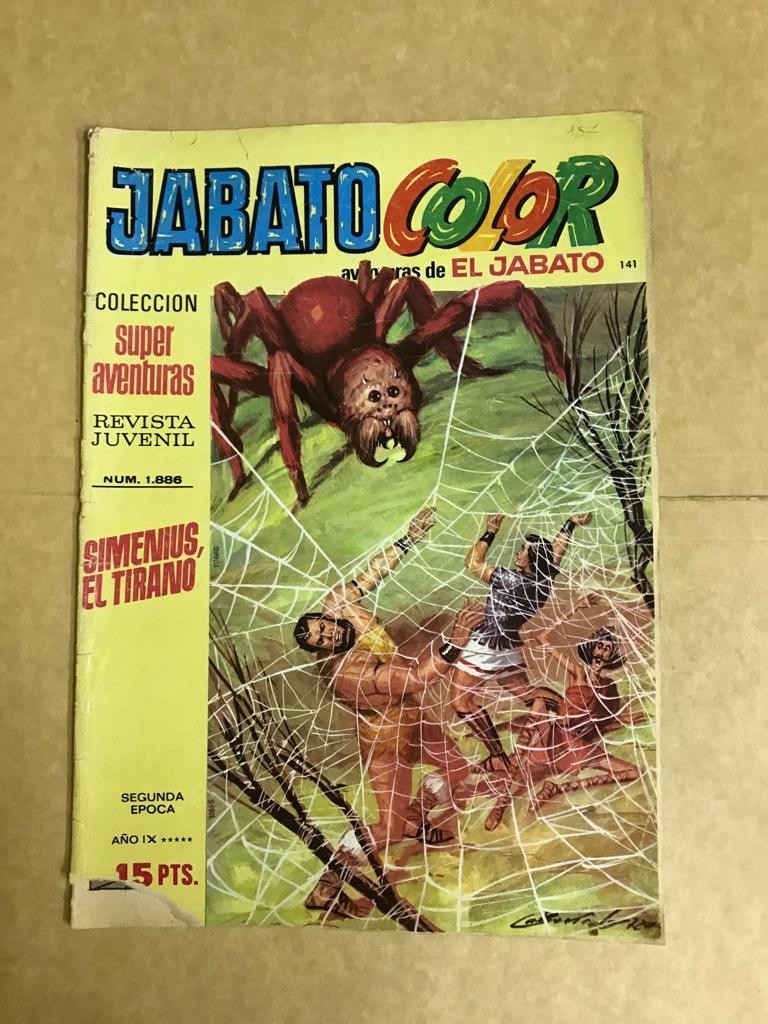 JABATO COLOR
aventuras de EL JABATO 141
COLECCION
super
aventuras
REVISTA
JUVENIL
NUM. 1.886
SIMENIUS,
EL TIRANO
SEGUNDA
EPOCA
AÑO IX *****
15 PTS.